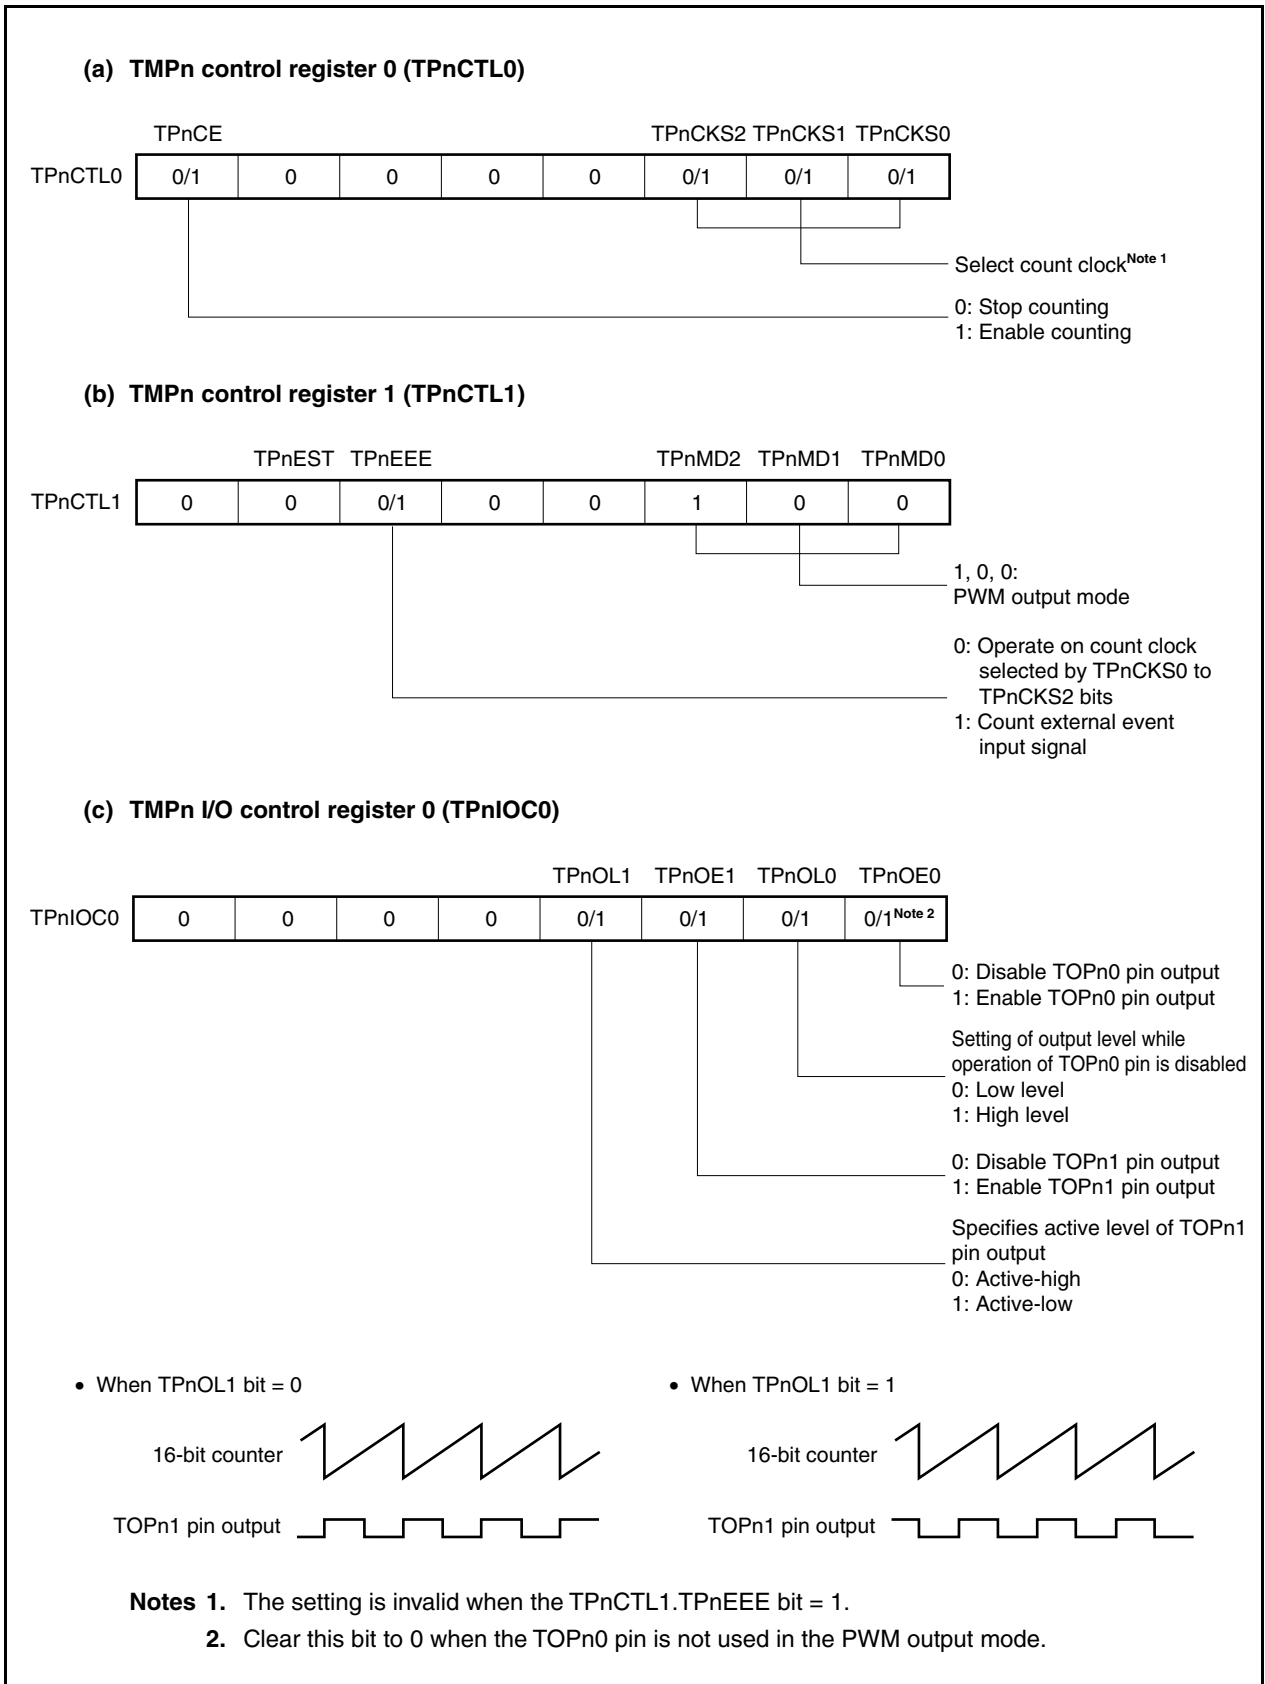 (a) TMPn control register 0 (TPnCTL0)
TPnCE TPnCKS2 TPnCKS1 TPnCKS0
TPnCTL0 0/1 0 0 0 0 0/1 0/1 0/1
Select count clockNote 1
0: Stop counting
1: Enable counting
(b) TMPn control register 1 (TPnCTL1)
TPnEST TPnEEE TPnMD2 TPnMD1 TPnMD0
TPnCTL1 0 0 0/1 0 0 1 0 0
1, 0, 0:
PWM output mode
0: Operate on count clock
selected by TPnCKS0 to
TPnCKS2 bits
1: Count external event
input signal
(c) TMPn I/O control register 0 (TPnIOC0)
TPnOL1 TPnOE1 TPnOL0 TPnOE0
TPnIOC0 0 0 0 0 0/1 0/1 0/1 0/1Note 2
0: Disable TOPn0 pin output
1: Enable TOPn0 pin output
Setting of output level while
operation of TOPn0 pin is disabled
0: Low level
1: High level
0: Disable TOPn1 pin output
1: Enable TOPn1 pin output
Specifies active level of TOPn1
pin output
0: Active-high
1: Active-low
• When TPnOL1 bit = 0
16-bit counter
TOPn1 pin output
• When TPnOL1 bit = 1
16-bit counter
TOPn1 pin output
Notes 1. The setting is invalid when the TPnCTL1.TPnEEE bit = 1.
2. Clear this bit to 0 when the TOPn0 pin is not used in the PWM output mode.